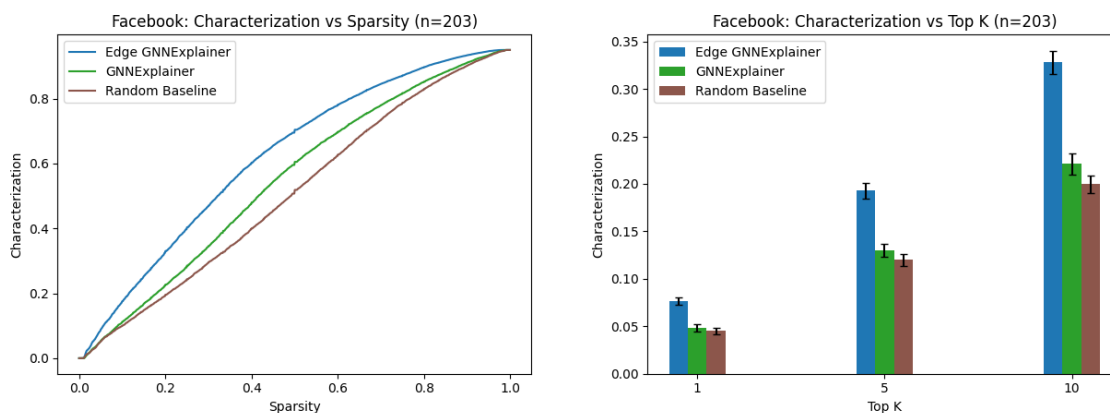 Facebook: Characterization vs Sparsity (n=203)
Edge GNNExplainer
GNNExplainer
Random Baseline
Characterization
0.8
0.6
0.4
0.2
0.0
0.0 0.2 0.4 0.6 0.8 1.0
Sparsity
Facebook: Characterization vs Top K (n=203)
Edge GNNExplainer
GNNExplainer
Random Baseline
Characterization
0.35
0.30
0.25
0.20
0.15
0.10
0.05
0.00
1 5 10
Top K